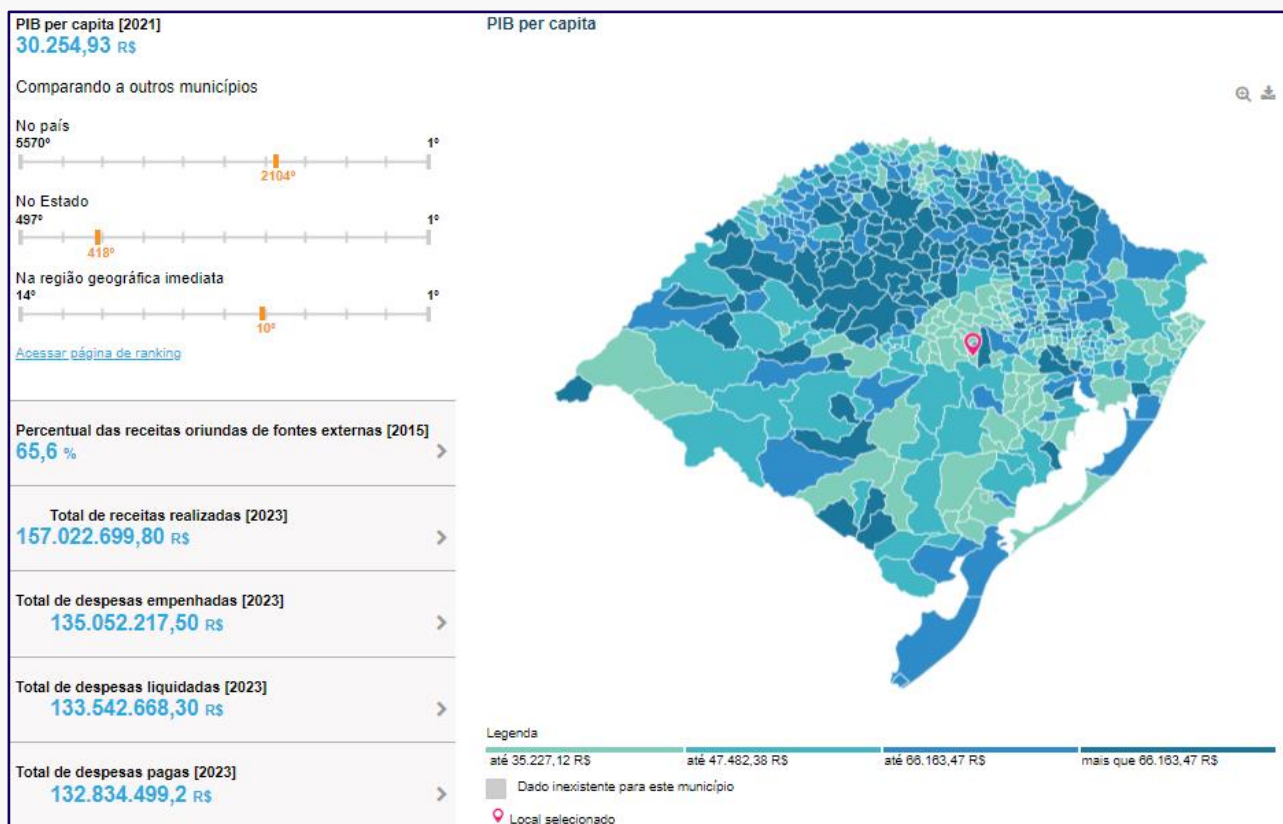 PIB per capita [2021]
30.254,93 R$
Comparando a outros municípios
No país
5570º 1º
2104º
No Estado
497º 1º
418º
Na região geográfica imediata
14º 1º
10º
Acessar página de ranking
Percentual das receitas oriundas de fontes externas [2015]
65,6 %
Total de receitas realizadas [2023]
157.022.699,80 R$
Total de despesas empenhadas [2023]
135.052.217,50 R$
Total de despesas liquidadas [2023]
133.542.668,30 R$
Total de despesas pagas [2023]
132.834.499,2 R$
PIB per capita
Legenda
até 35.227,12 R$ até 47.482,38 R$ até 66.163,47 R$ mais que 66.163,47 R$
Dado inexistente para este município
Local selecionado